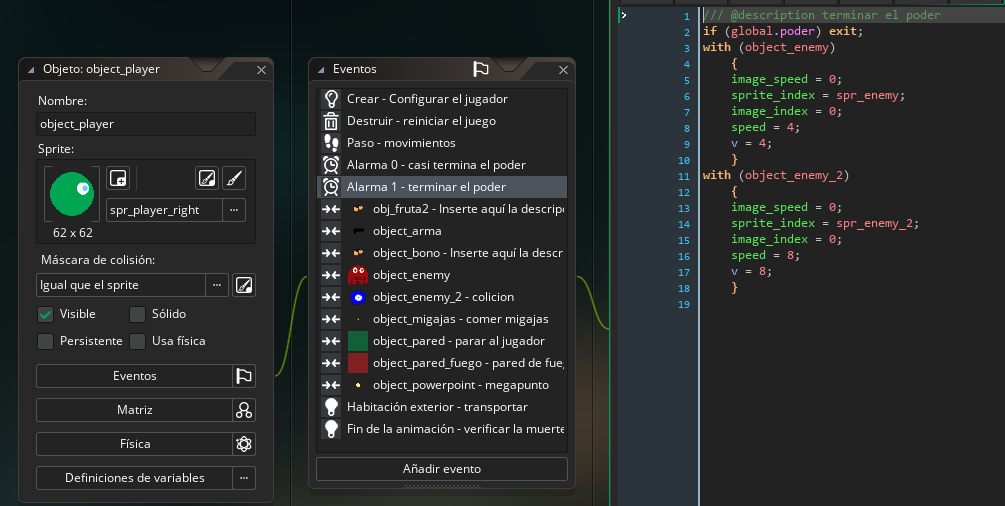 Objeto: object_player
Nombre:
object_player
Sprite:
spr_player_right
...
62 x 62
Máscara de colisión:
Igual que el sprite
...
Visible
Sólido
Persistente
Usa física
Eventos
Matriz
Física
Definiciones de variables
...
Eventos
Crear - Configurar el jugador
Destruir - reiniciar el juego
Paso - movimientos
Alarma 0 - casi termina el poder
Alarma 1 - terminar el poder
obj_fruta2 - Inserte aquí la descripe
object_arma
object_bono - Inserte aquí la descr
object_enemy
object_enemy_2 - colicion
object_migajas - comer migajas
object_pared - parar al jugador
object_pared_fuego - pared de fueg
object_powerpoint - megapunto
Habitación exterior - transportar
Fin de la animación - verificar la muerte
Añadir evento
1 /// @description terminar el poder
2 if (global.poder) exit;
3 with (object_enemy)
4 {
5 image_speed = 0;
6 sprite_index = spr_enemy;
7 image_index = 0;
8 speed = 4;
9 v = 4;
10 }
11 with (object_enemy_2)
12 {
13 image_speed = 0;
14 sprite_index = spr_enemy_2;
15 image_index = 0;
16 speed = 8;
17 v = 8;
18 }
19